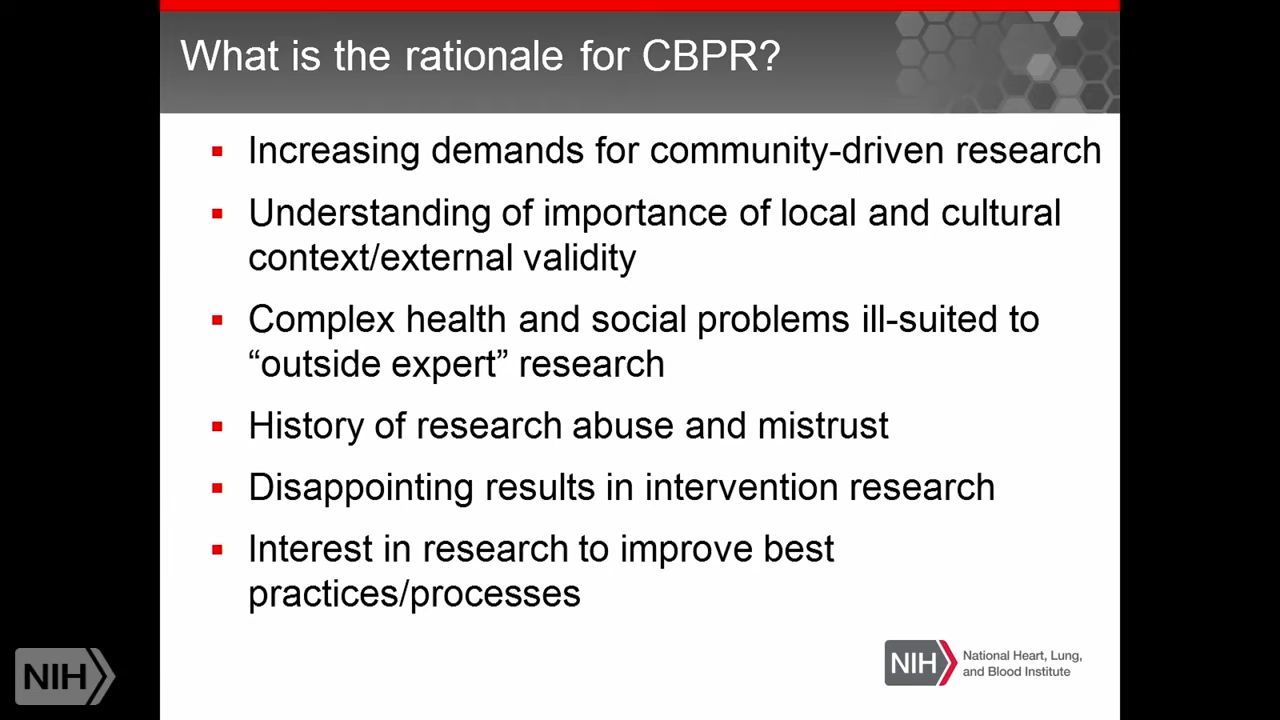 What is the rationale for CBPR?
▪ Increasing demands for community-driven research
▪ Understanding of importance of local and cultural
context/external validity
▪ Complex health and social problems ill-suited to
“outside expert” research
▪ History of research abuse and mistrust
▪ Disappointing results in intervention research
▪ Interest in research to improve best
practices/processes
NIH
NIH
National Heart, Lung,
and Blood Institute